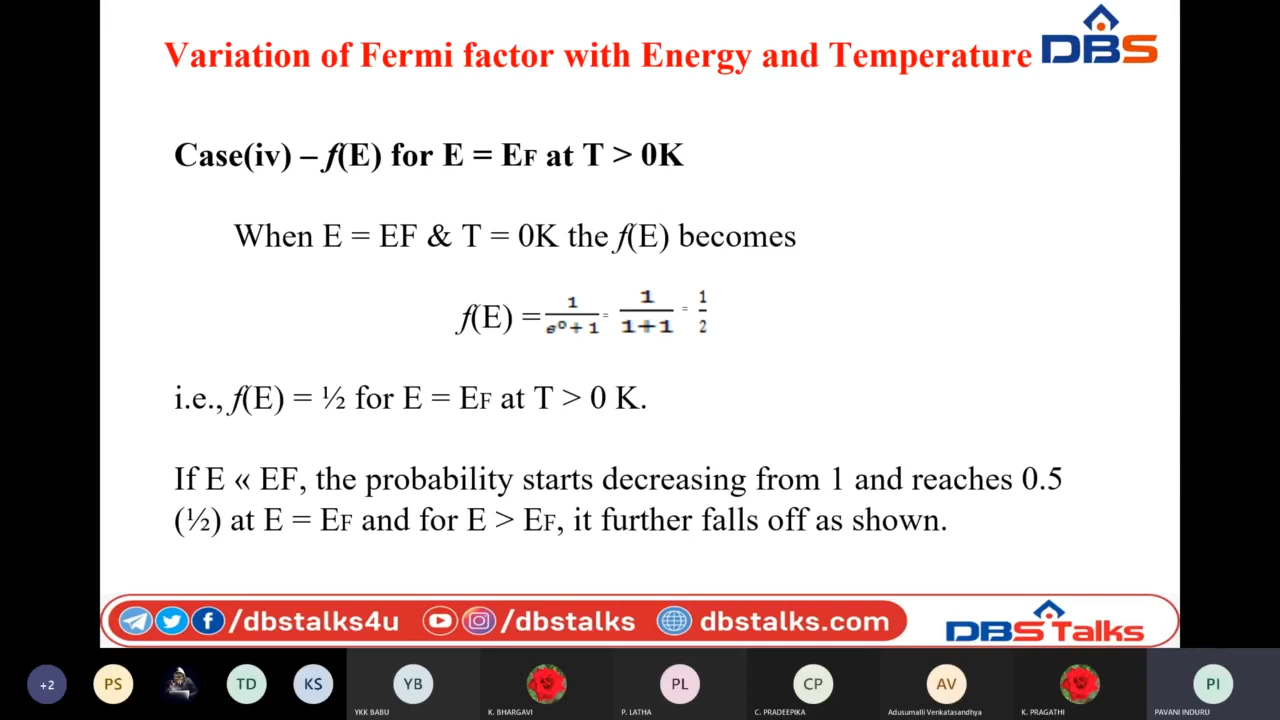 Variation of Fermi factor with Energy and Temperature
DBS
Case(iv) – f(E) for E = EF at T > 0K
When E = EF & T = 0K the f(E) becomes
f(E) = 1/(e⁰+1) = 1/(1+1) = 1/2
i.e., f(E) = ½ for E = EF at T > 0 K.
If E « EF, the probability starts decreasing from 1 and reaches 0.5
(½) at E = EF and for E > EF, it further falls off as shown.
/dbstalks4u /dbstalks dbstalks.com
DBS Talks
+2 PS TD KS YB PL CP AV PI
YKK BABU K. BHARGAVI P. LATHA C. PRADEEPIKA Adusumalli Venkatasandhya K. PRAGATHI PAVANI INDURU